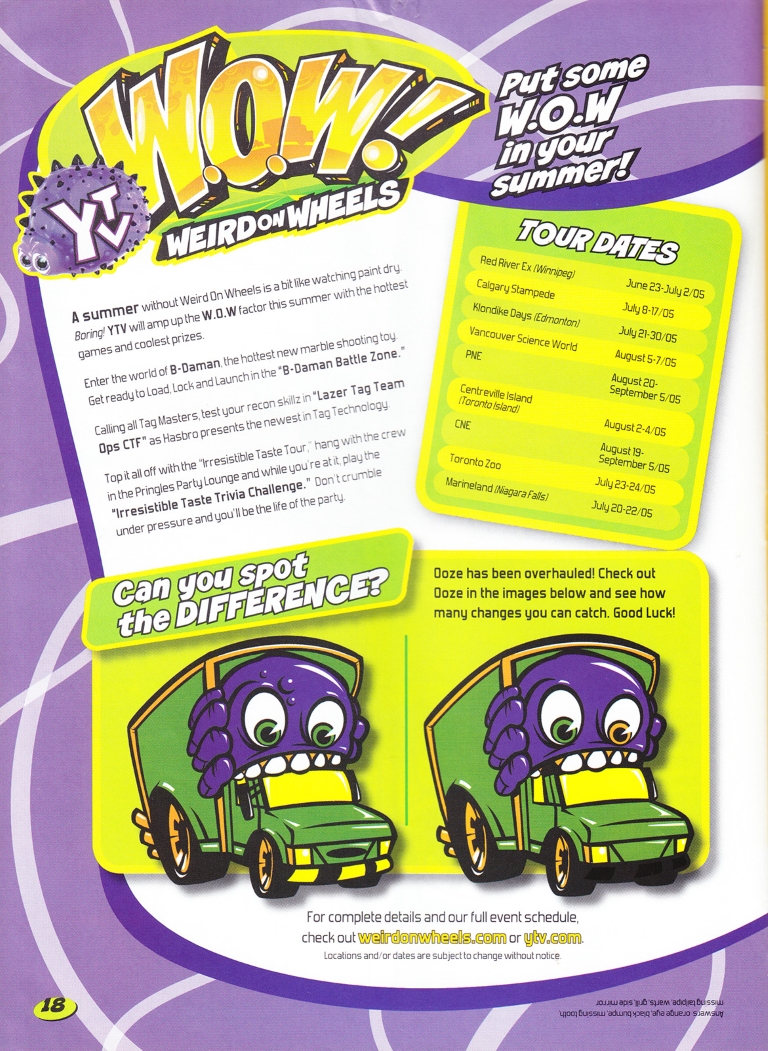 W.O.W.!
YTV
WEIRD ON WHEELS
Put some
W.O.W
in your
summer!
A summer without Weird On Wheels is a bit like watching paint dry.
Boring! YTV will amp up the W.O.W factor this summer with the hottest
games and coolest prizes.
Enter the world of B-Daman, the hottest new marble shooting toy.
Get ready to Load, Lock and Launch in the "B-Daman Battle Zone."
Calling all Tag Masters, test your recon skillz in "Lazer Tag Team
Ops CTF" as Hasbro presents the newest in Tag Technology.
Top it all off with the "Irresistible Taste Tour," hang with the crew
in the Pringles Party Lounge and while you're at it, play the
"Irresistible Taste Trivia Challenge." Don't crumble
under pressure and you'll be the life of the party.
TOUR DATES
Red River Ex (Winnipeg) June 23-July 2/05
Calgary Stampede July 8-17/05
Klondike Days (Edmonton) July 21-30/05
Vancouver Science World August 5-7/05
PNE August 20-
September 5/05
Centreville Island
(Toronto Island) August 2-4/05
CNE August 19-
September 5/05
Toronto Zoo July 23-24/05
Marineland (Niagara Falls) July 20-22/05
Can you spot
the DIFFERENCE?
Ooze has been overhauled! Check out
Ooze in the images below and see how
many changes you can catch. Good Luck!
For complete details and our full event schedule,
check out weirdonwheels.com or ytv.com.
Locations and/or dates are subject to change without notice.
18
Answers: orange eye, black bumpe, missing tooth,
missing tailpipe, warts, grill, side mirror